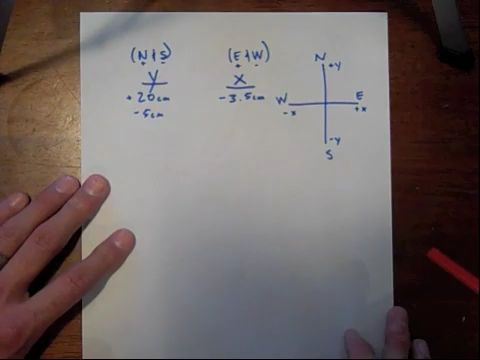 (N & S) (E & W)
+ - + -
Y X
+20cm -3.5cm
-5cm
N
+y
W E
-x +x
-y
S